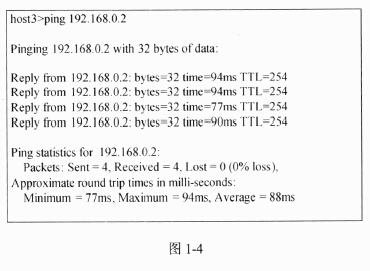 host3>ping 192.168.0.2
Pinging 192.168.0.2 with 32 bytes of data:
Reply from 192.168.0.2: bytes=32 time=94ms TTL=254
Reply from 192.168.0.2: bytes=32 time=94ms TTL=254
Reply from 192.168.0.2: bytes=32 time=77ms TTL=254
Reply from 192.168.0.2: bytes=32 time=90ms TTL=254
Ping statistics for 192.168.0.2:
Packets: Sent = 4, Received = 4, Lost = 0 (0% loss),
Approximate round trip times in milli-seconds:
Minimum = 77ms, Maximum = 94ms, Average = 88ms
图 1-4